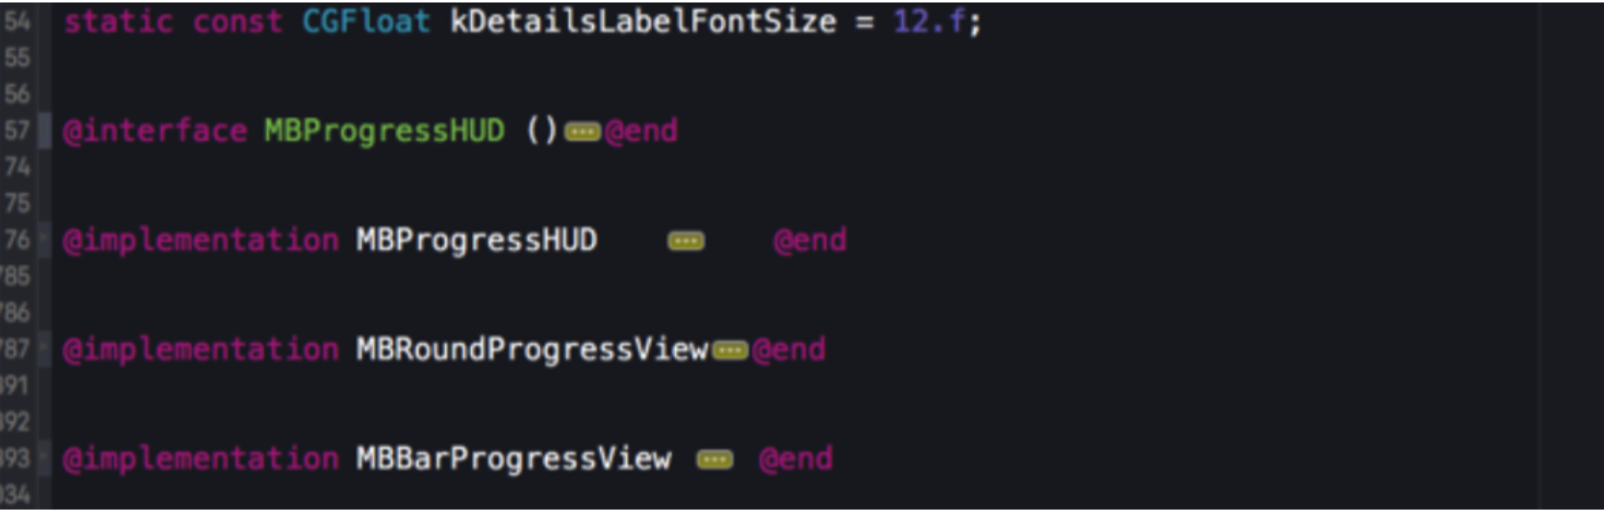 54 static const CGFloat kDetailsLabelFontSize = 12.f;
55
56
57 @interface MBProgressHUD () ••• @end
74
75
76 @implementation MBProgressHUD ••• @end
785
786
787 @implementation MBRoundProgressView ••• @end
891
892
893 @implementation MBBarProgressView ••• @end
034